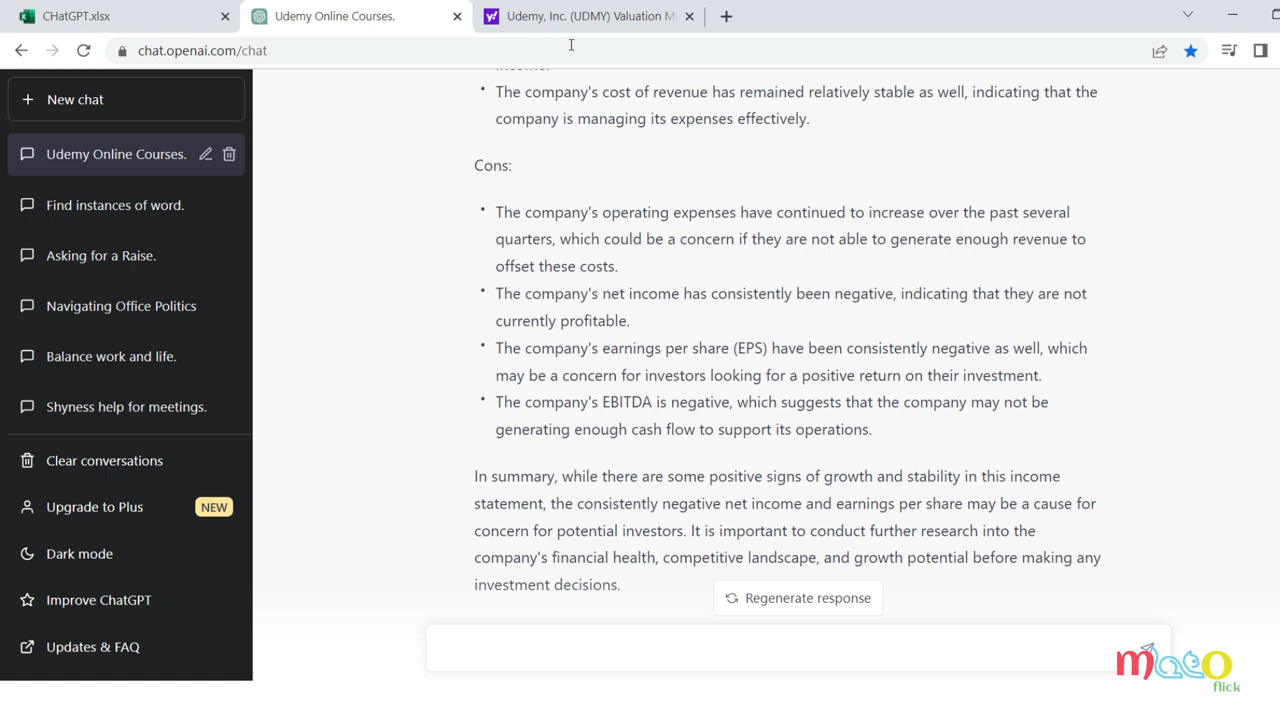 CHatGPT.xlsx
Udemy Online Courses.
Udemy, Inc. (UDMY) Valuation M
chat.openai.com/chat
New chat
Udemy Online Courses.
Find instances of word.
Asking for a Raise.
Navigating Office Politics
Balance work and life.
Shyness help for meetings.
Clear conversations
Upgrade to Plus NEW
Dark mode
Improve ChatGPT
Updates & FAQ
income.
• The company's cost of revenue has remained relatively stable as well, indicating that the
company is managing its expenses effectively.
Cons:
• The company's operating expenses have continued to increase over the past several
quarters, which could be a concern if they are not able to generate enough revenue to
offset these costs.
• The company's net income has consistently been negative, indicating that they are not
currently profitable.
• The company's earnings per share (EPS) have been consistently negative as well, which
may be a concern for investors looking for a positive return on their investment.
• The company's EBITDA is negative, which suggests that the company may not be
generating enough cash flow to support its operations.
In summary, while there are some positive signs of growth and stability in this income
statement, the consistently negative net income and earnings per share may be a cause for
concern for potential investors. It is important to conduct further research into the
company's financial health, competitive landscape, and growth potential before making any
investment decisions.
Regenerate response
flick